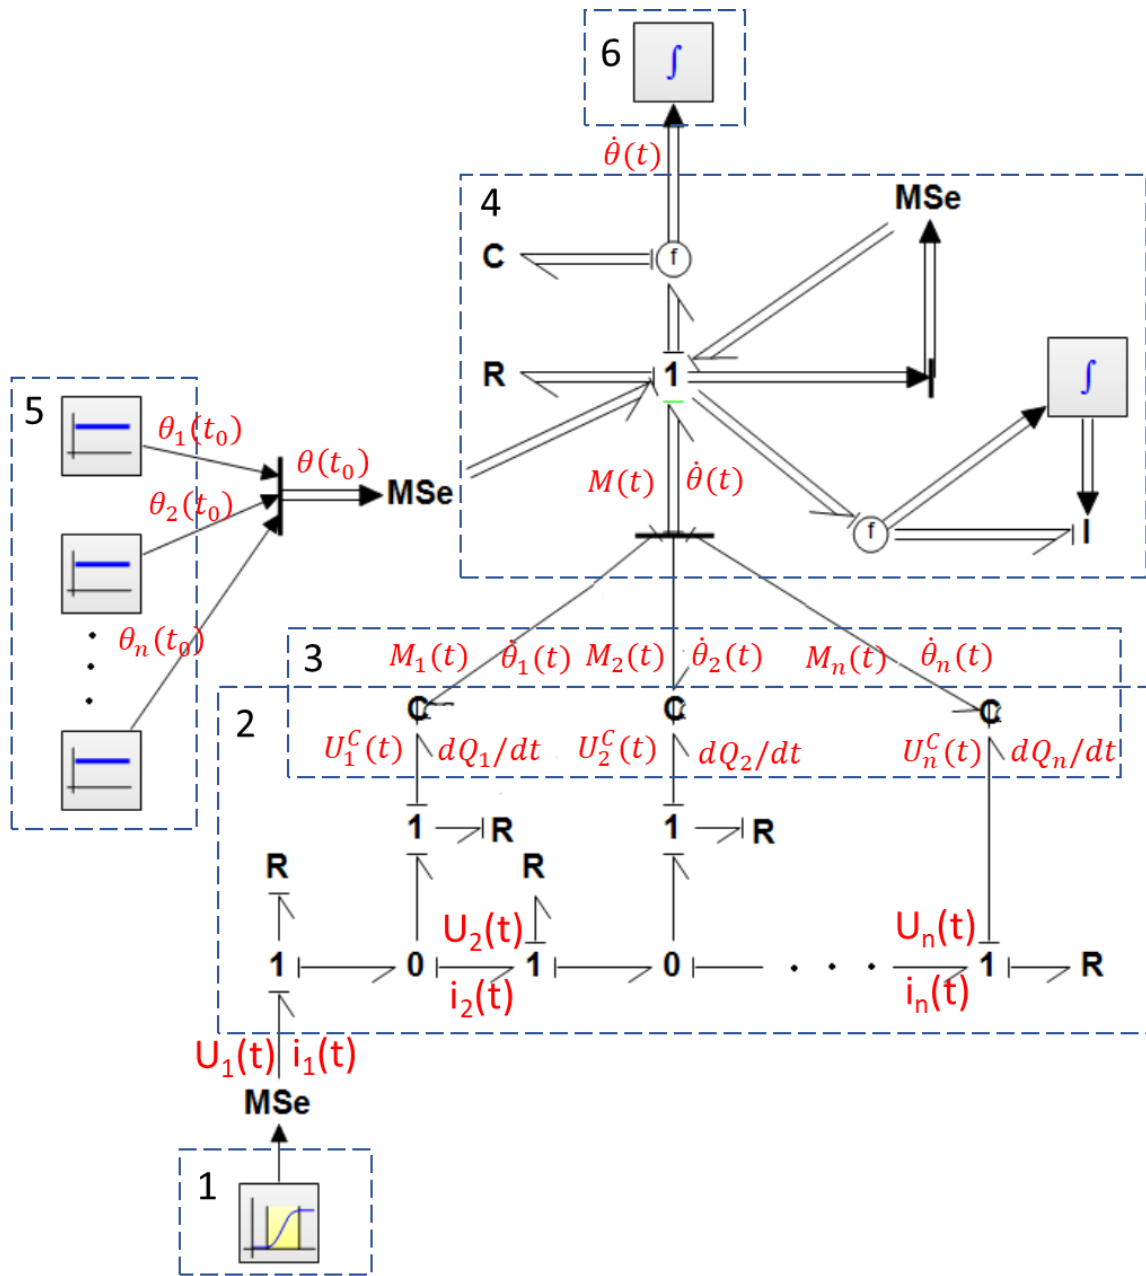 6
∫
θ̇(t)
4
MSe
C
f
R
1
∫
5
θ₁(t₀)
θ(t₀)
MSe
M(t)
θ̇(t)
θ₂(t₀)
f
I
θₙ(t₀)
3
M₁(t)
θ̇₁(t)
M₂(t)
θ̇₂(t)
Mₙ(t)
θ̇ₙ(t)
2
C
C
C
U₁ᶜ(t)
dQ₁/dt
U₂ᶜ(t)
dQ₂/dt
Uₙᶜ(t)
dQₙ/dt
1
R
1
R
R
R
U₂(t)
Uₙ(t)
1
0
1
0
. . .
1
R
i₂(t)
iₙ(t)
U₁(t)
i₁(t)
MSe
1